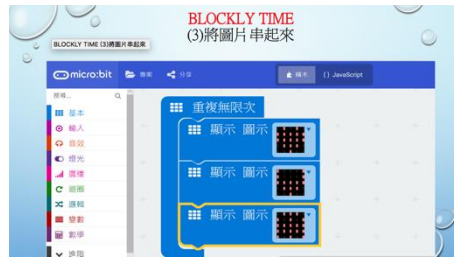 BLOCKLY TIME
(3)將圖片串起來
BLOCKLY TIME (3)將圖片串起來
micro:bit
專案
分享
積木
{} JavaScript
搜尋...
基本
輸入
音效
燈光
廣播
迴圈
邏輯
變數
數學
進階
重複無限次
顯示 圖示
顯示 圖示
顯示 圖示